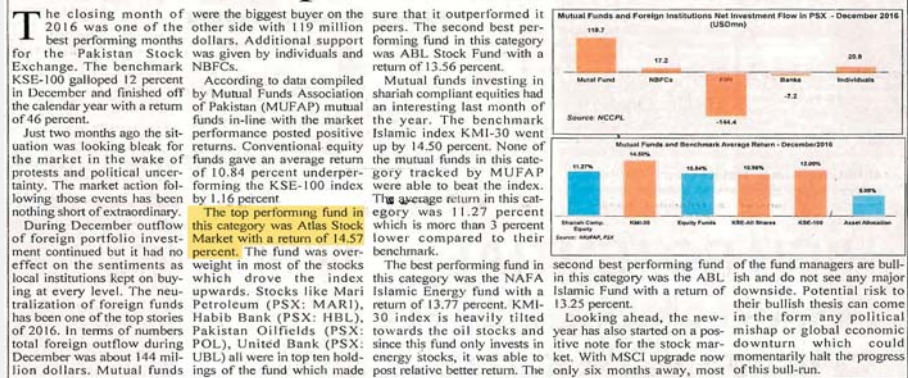 The closing month of
2016 was one of the
best performing months
for the Pakistan Stock
Exchange. The benchmark
KSE-100 galloped 12 percent
in December and finished off
the calendar year with a return
of 46 percent.
Just two months ago the sit-
uation was looking bleak for
the market in the wake of
protests and political uncer-
tainty. The market action fol-
lowing those events has been
nothing short of extraordinary.
During December outflow
of foreign portfolio invest-
ment continued but it had no
effect on the sentiments as
local institutions kept on buy-
ing at every level. The neu-
tralization of foreign funds
has been one of the top stories
of 2016. In terms of numbers
total foreign outflow during
December was about 144 mil-
lion dollars. Mutual funds
were the biggest buyer on the
other side with 119 million
dollars. Additional support
was given by individuals and
NBFCs.
According to data compiled
by Mutual Funds Association
of Pakistan (MUFAP) mutual
funds in-line with the market
performance posted positive
returns. Conventional equity
funds gave an average return
of 10.84 percent underper-
forming the KSE-100 index
by 1.16 percent
The top performing fund in
this category was Atlas Stock
Market with a return of 14.57
percent. The fund was over-
weight in most of the stocks
which drove the index
upwards. Stocks like Mari
Petroleum (PSX: MARI),
Habib Bank (PSX: HBL),
Pakistan Oilfields (PSX:
POL), United Bank (PSX:
UBL) all were in top ten hold-
ings of the fund which made
sure that it outperformed it
peers. The second best per-
forming fund in this category
was ABL Stock Fund with a
return of 13.56 percent.
Mutual funds investing in
shariah compliant equities had
an interesting last month of
the year. The benchmark
Islamic index KMI-30 went
up by 14.50 percent. None of
the mutual funds in this cate-
gory tracked by MUFAP
were able to beat the index.
The average return in this cat-
egory was 11.27 percent
which is more than 3 percent
lower compared to their
benchmark.
The best performing fund in
this category was the NAFA
Islamic Energy fund with a
return of 13.77 percent. KMI-
30 index is heavily tilted
towards the oil stocks and
since this fund only invests in
energy stocks, it was able to
post relative better return. The
Mutual Funds and Foreign Institutions Net Investment Flow in PSX - December 2016
(USDmn)
119.7
17.2
20.8
Mutal Fund NBFCs Banks Individuals
-7.2
-144.4
Source: NCCPL
Mutual Funds and Benchmark Average Return - December2016
11.27% 14.50% 10.84% 10.96% 12.00%
Shariah Comp. Equity KMI-30 Equity Funds KSE-All Shares KSE-100 Asset Allocation
Source: MUFAP, PSX
second best performing fund
in this category was the ABL
Islamic Fund with a return of
13.25 percent.
Looking ahead, the new-
year has also started on a pos-
itive note for the stock mar-
ket. With MSCI upgrade now
only six months away, most
of the fund managers are bull-
ish and do not see any major
downside. Potential risk to
their bullish thesis can come
in the form any political
mishap or global economic
downturn which could
momentarily halt the progress
of this bull-run.